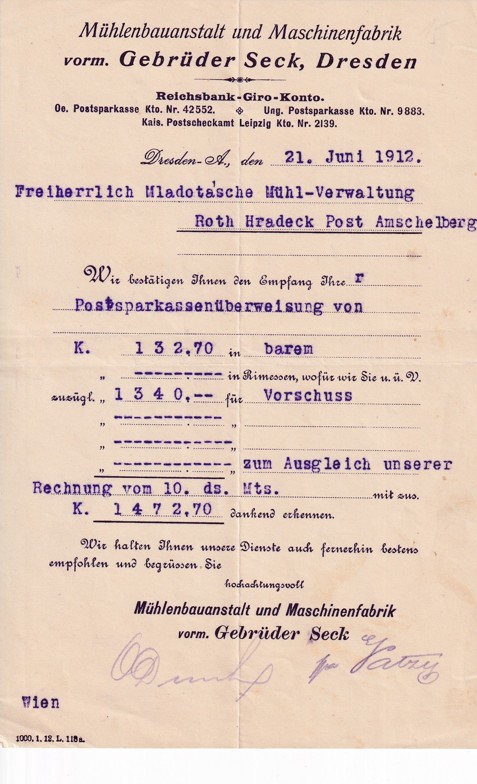 Mühlenbauanstalt und Maschinenfabrik
vorm. Gebrüder Seck, Dresden
Reichsbank-Giro-Konto.
Oe. Postsparkasse Kto. Nr. 42552. Ung. Postsparkasse Kto. Nr. 9883.
Kais. Postscheckamt Leipzig Kto. Nr. 2139.
Dresden-A., den 21. Juni 1912.
Freiherrlich Mladota'sche Mühl-Verwaltung
Roth Hradeck Post Amschelberg
Wir bestätigen Ihnen den Empfang Ihre r
Postsparkassenüberweisung von
K. 132,70 in barem
„ ----------- in Rimessen, wofür wir Sie u. ü. V.
zuzügl. „ 1340,-- für Vorschuss
„ ----------- „
„ ----------- „
„ ----------- „ zum Ausgleich unserer
Rechnung vom 10. ds. Mts. mit zus.
K. 1472,70 dankend erkennen.
Wir halten Ihnen unsere Dienste auch fernerhin bestens
empfohlen und begrüssen Sie
hochachtungsvoll
Mühlenbauanstalt und Maschinenfabrik
vorm. Gebrüder Seck
Wien
1000. 1. 12. L. 118a.